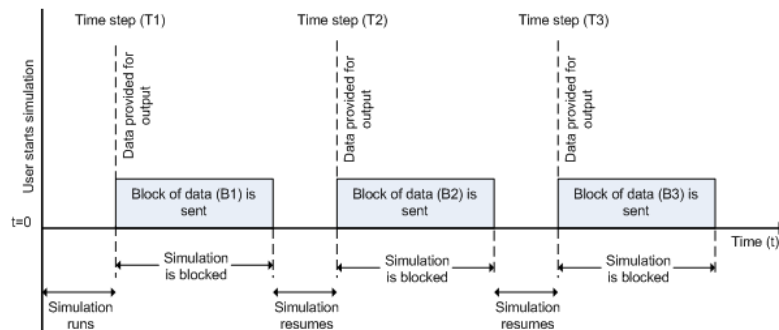 Time step (T1)
Time step (T2)
Time step (T3)
User starts simulation
Data provided for
output
Data provided for
output
Data provided for
output
Block of data (B1) is
sent
Block of data (B2) is
sent
Block of data (B3) is
sent
t=0
Time (t)
Simulation
is blocked
Simulation
is blocked
Simulation
is blocked
Simulation
runs
Simulation
resumes
Simulation
resumes